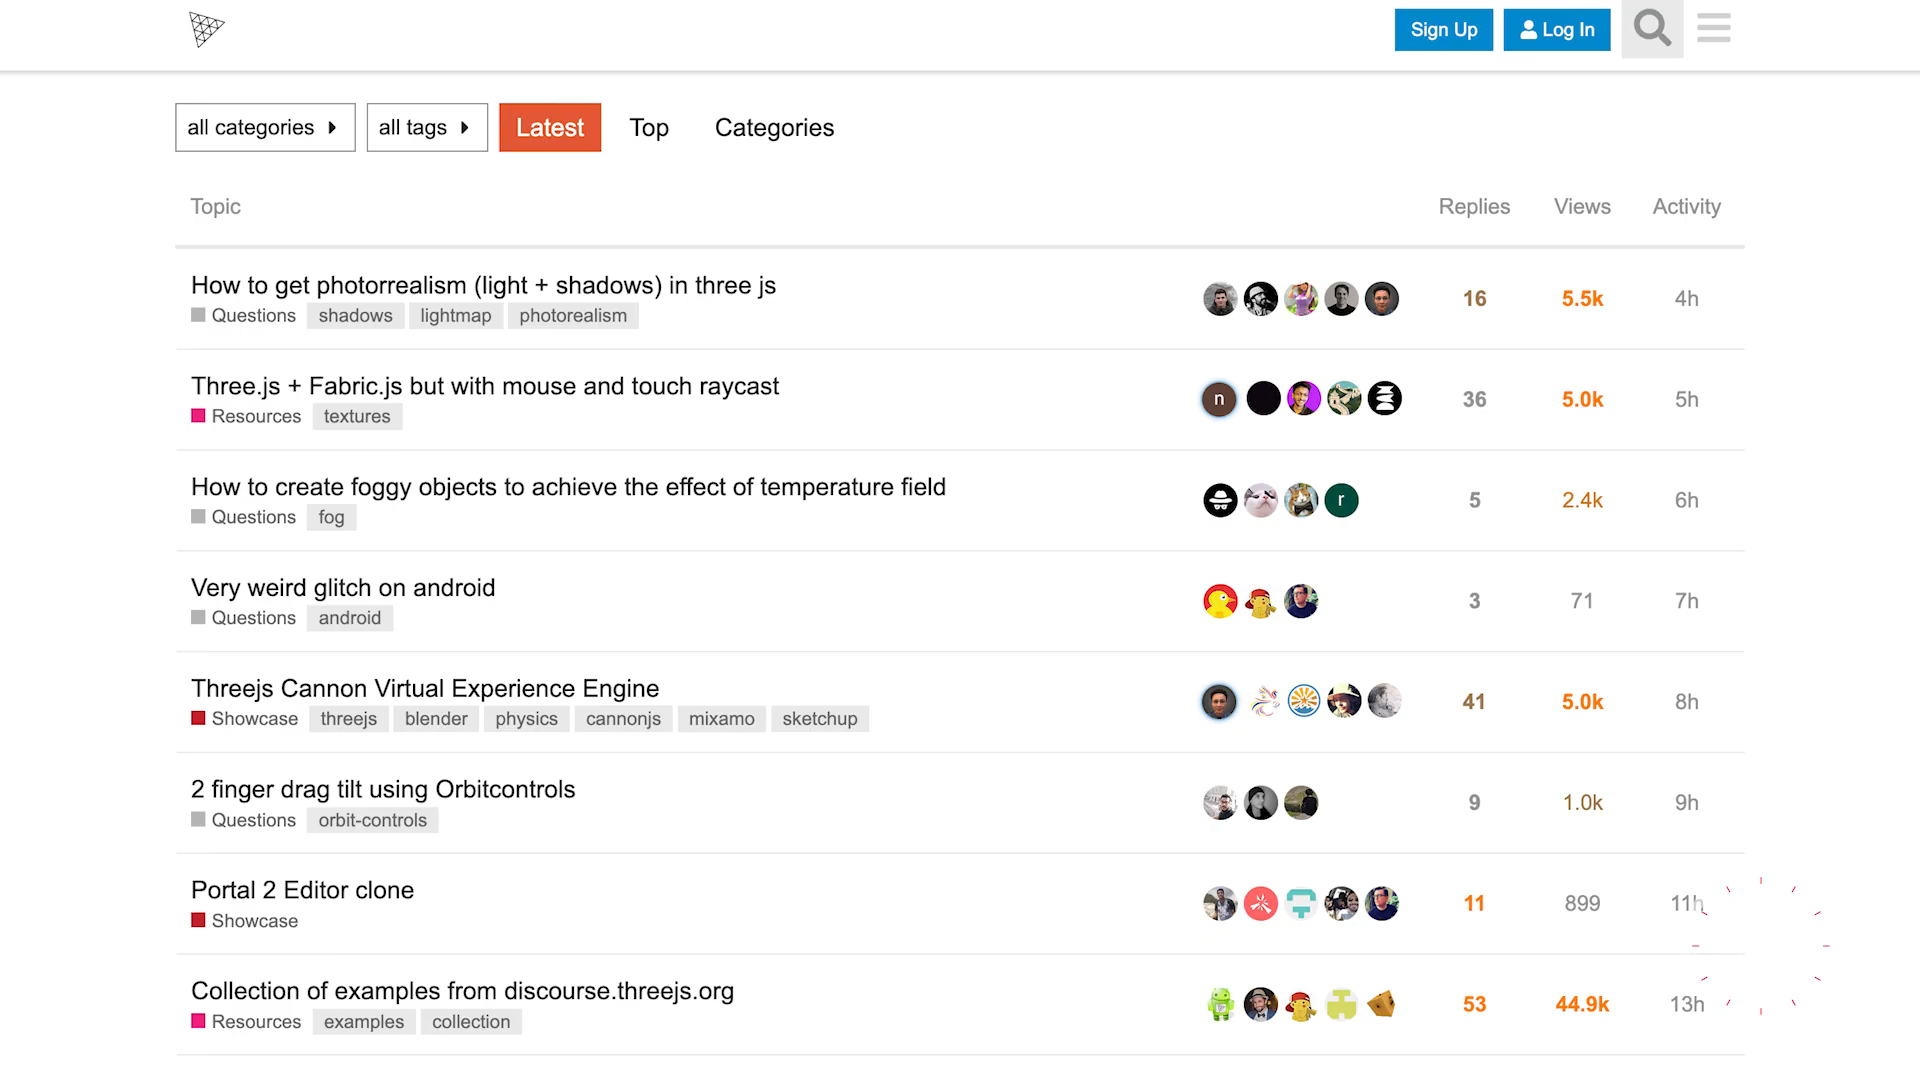 Sign Up Log In
all categories all tags Latest Top Categories
Topic Replies Views Activity
How to get photorrealism (light + shadows) in three js
Questions shadows lightmap photorealism
16 5.5k 4h
Three.js + Fabric.js but with mouse and touch raycast
Resources textures
n
36 5.0k 5h
How to create foggy objects to achieve the effect of temperature field
Questions fog
r
5 2.4k 6h
Very weird glitch on android
Questions android
3 71 7h
Threejs Cannon Virtual Experience Engine
Showcase threejs blender physics cannonjs mixamo sketchup
41 5.0k 8h
2 finger drag tilt using Orbitcontrols
Questions orbit-controls
9 1.0k 9h
Portal 2 Editor clone
Showcase
11 899 11h
Collection of examples from discourse.threejs.org
Resources examples collection
53 44.9k 13h